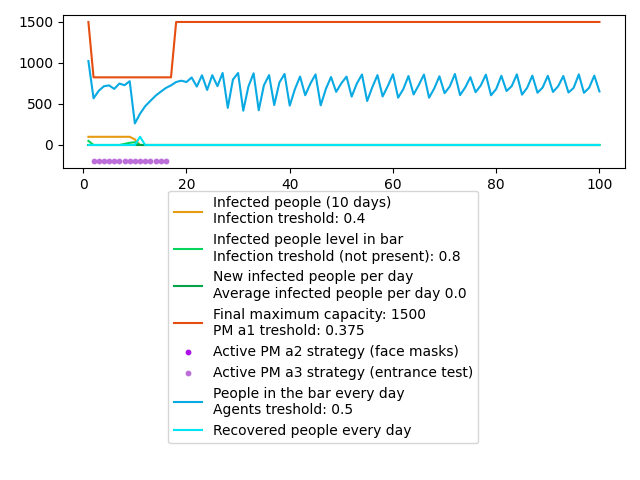 1500
1000
500
0
0 20 40 60 80 100
Infected people (10 days)
Infection treshold: 0.4
Infected people level in bar
Infection treshold (not present): 0.8
New infected people per day
Average infected people per day 0.0
Final maximum capacity: 1500
PM a1 treshold: 0.375
Active PM a2 strategy (face masks)
Active PM a3 strategy (entrance test)
People in the bar every day
Agents treshold: 0.5
Recovered people every day